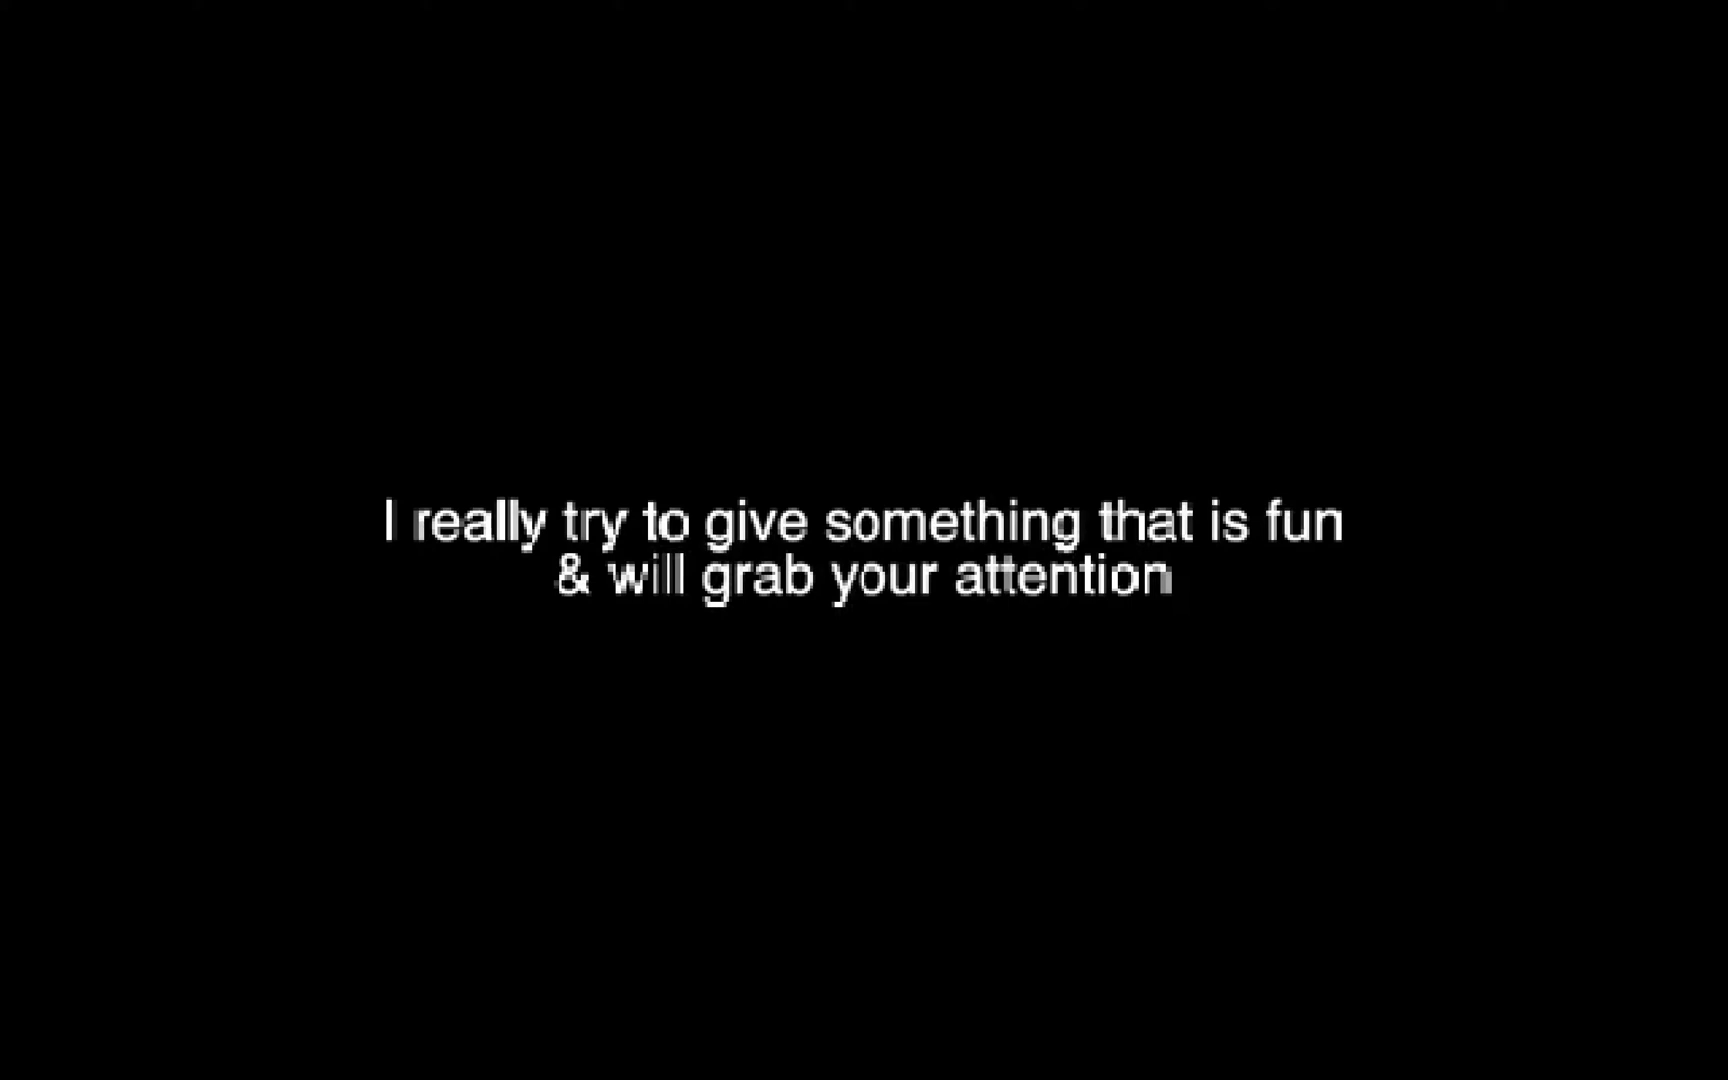 I really try to give something that is fun
& will grab your attention